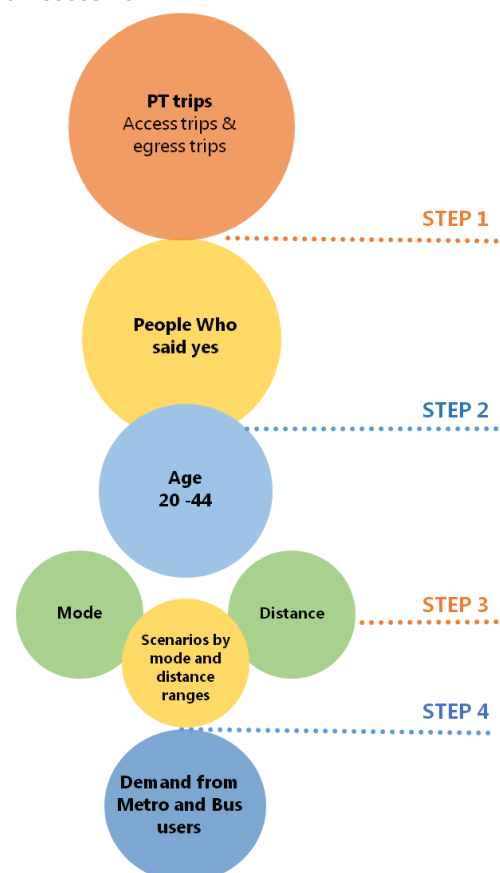 PT trips
Access trips &
egress trips
STEP 1
People Who
said yes
STEP 2
Age
20 -44
Mode
Distance
STEP 3
Scenarios by
mode and
distance
ranges
STEP 4
Demand from
Metro and Bus
users